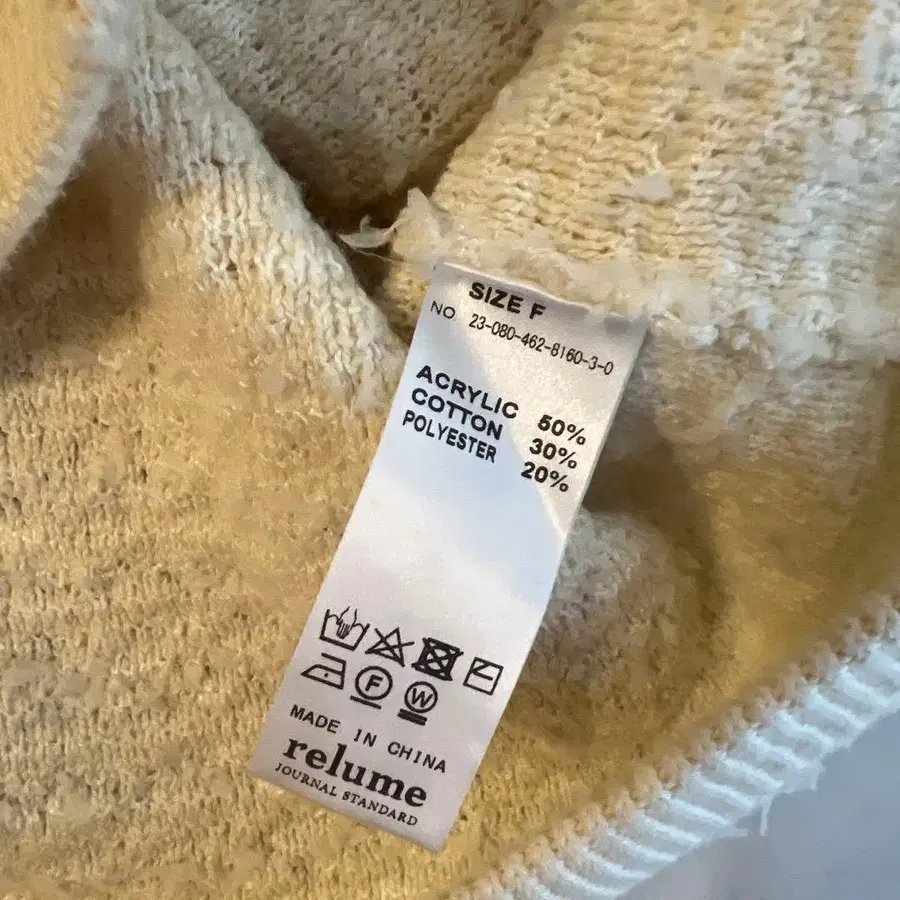 SIZE F
NO 23-080-462-8160-3-0
ACRYLIC 50%
COTTON 30%
POLYESTER 20%
F W
MADE IN CHINA
relume
JOURNAL STANDARD